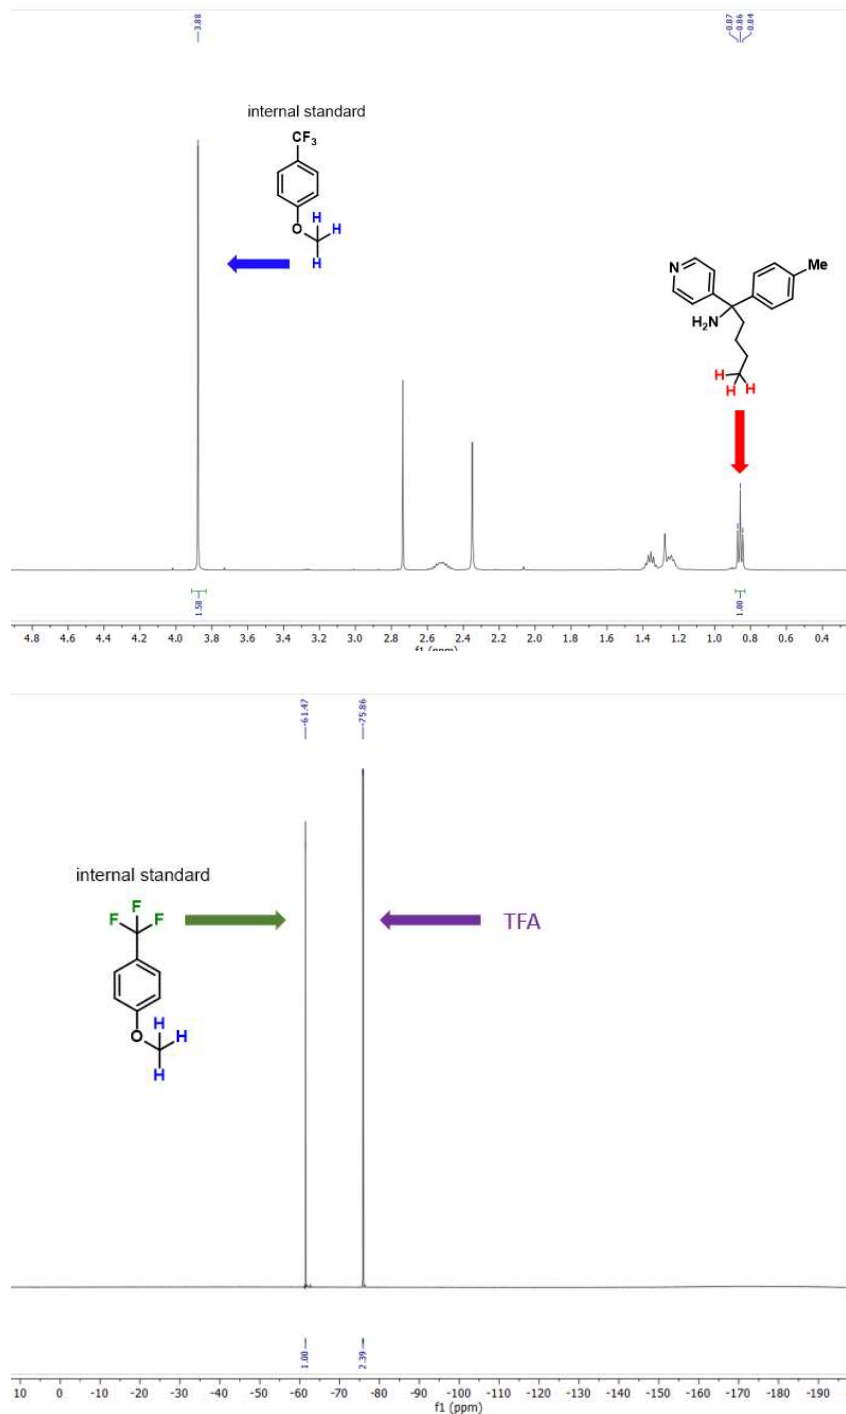 3.88
0.87
0.86
0.84
internal standard
CF3
O
H
H
H
N
Me
H2N
H
H
H
1.58
1.00
4.8 4.6 4.4 4.2 4.0 3.8 3.6 3.4 3.2 3.0 2.8 2.6 2.4 2.2 2.0 1.8 1.6 1.4 1.2 1.0 0.8 0.6 0.4
f1 (ppm)
-61.47
-75.86
internal standard
F
F
F
TFA
O
H
H
H
1.00
2.39
10 0 -10 -20 -30 -40 -50 -60 -70 -80 -90 -100 -110 -120 -130 -140 -150 -160 -170 -180 -190
f1 (ppm)